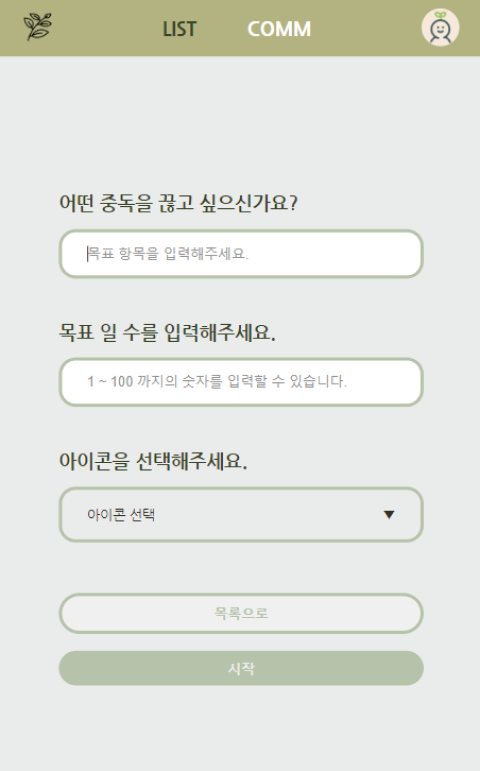 LIST COMM
어떤 중독을 끊고 싶으신가요?
목표 항목을 입력해주세요.
목표 일 수를 입력해주세요.
1 ~ 100 까지의 숫자를 입력할 수 있습니다.
아이콘을 선택해주세요.
아이콘 선택
목록으로
시작